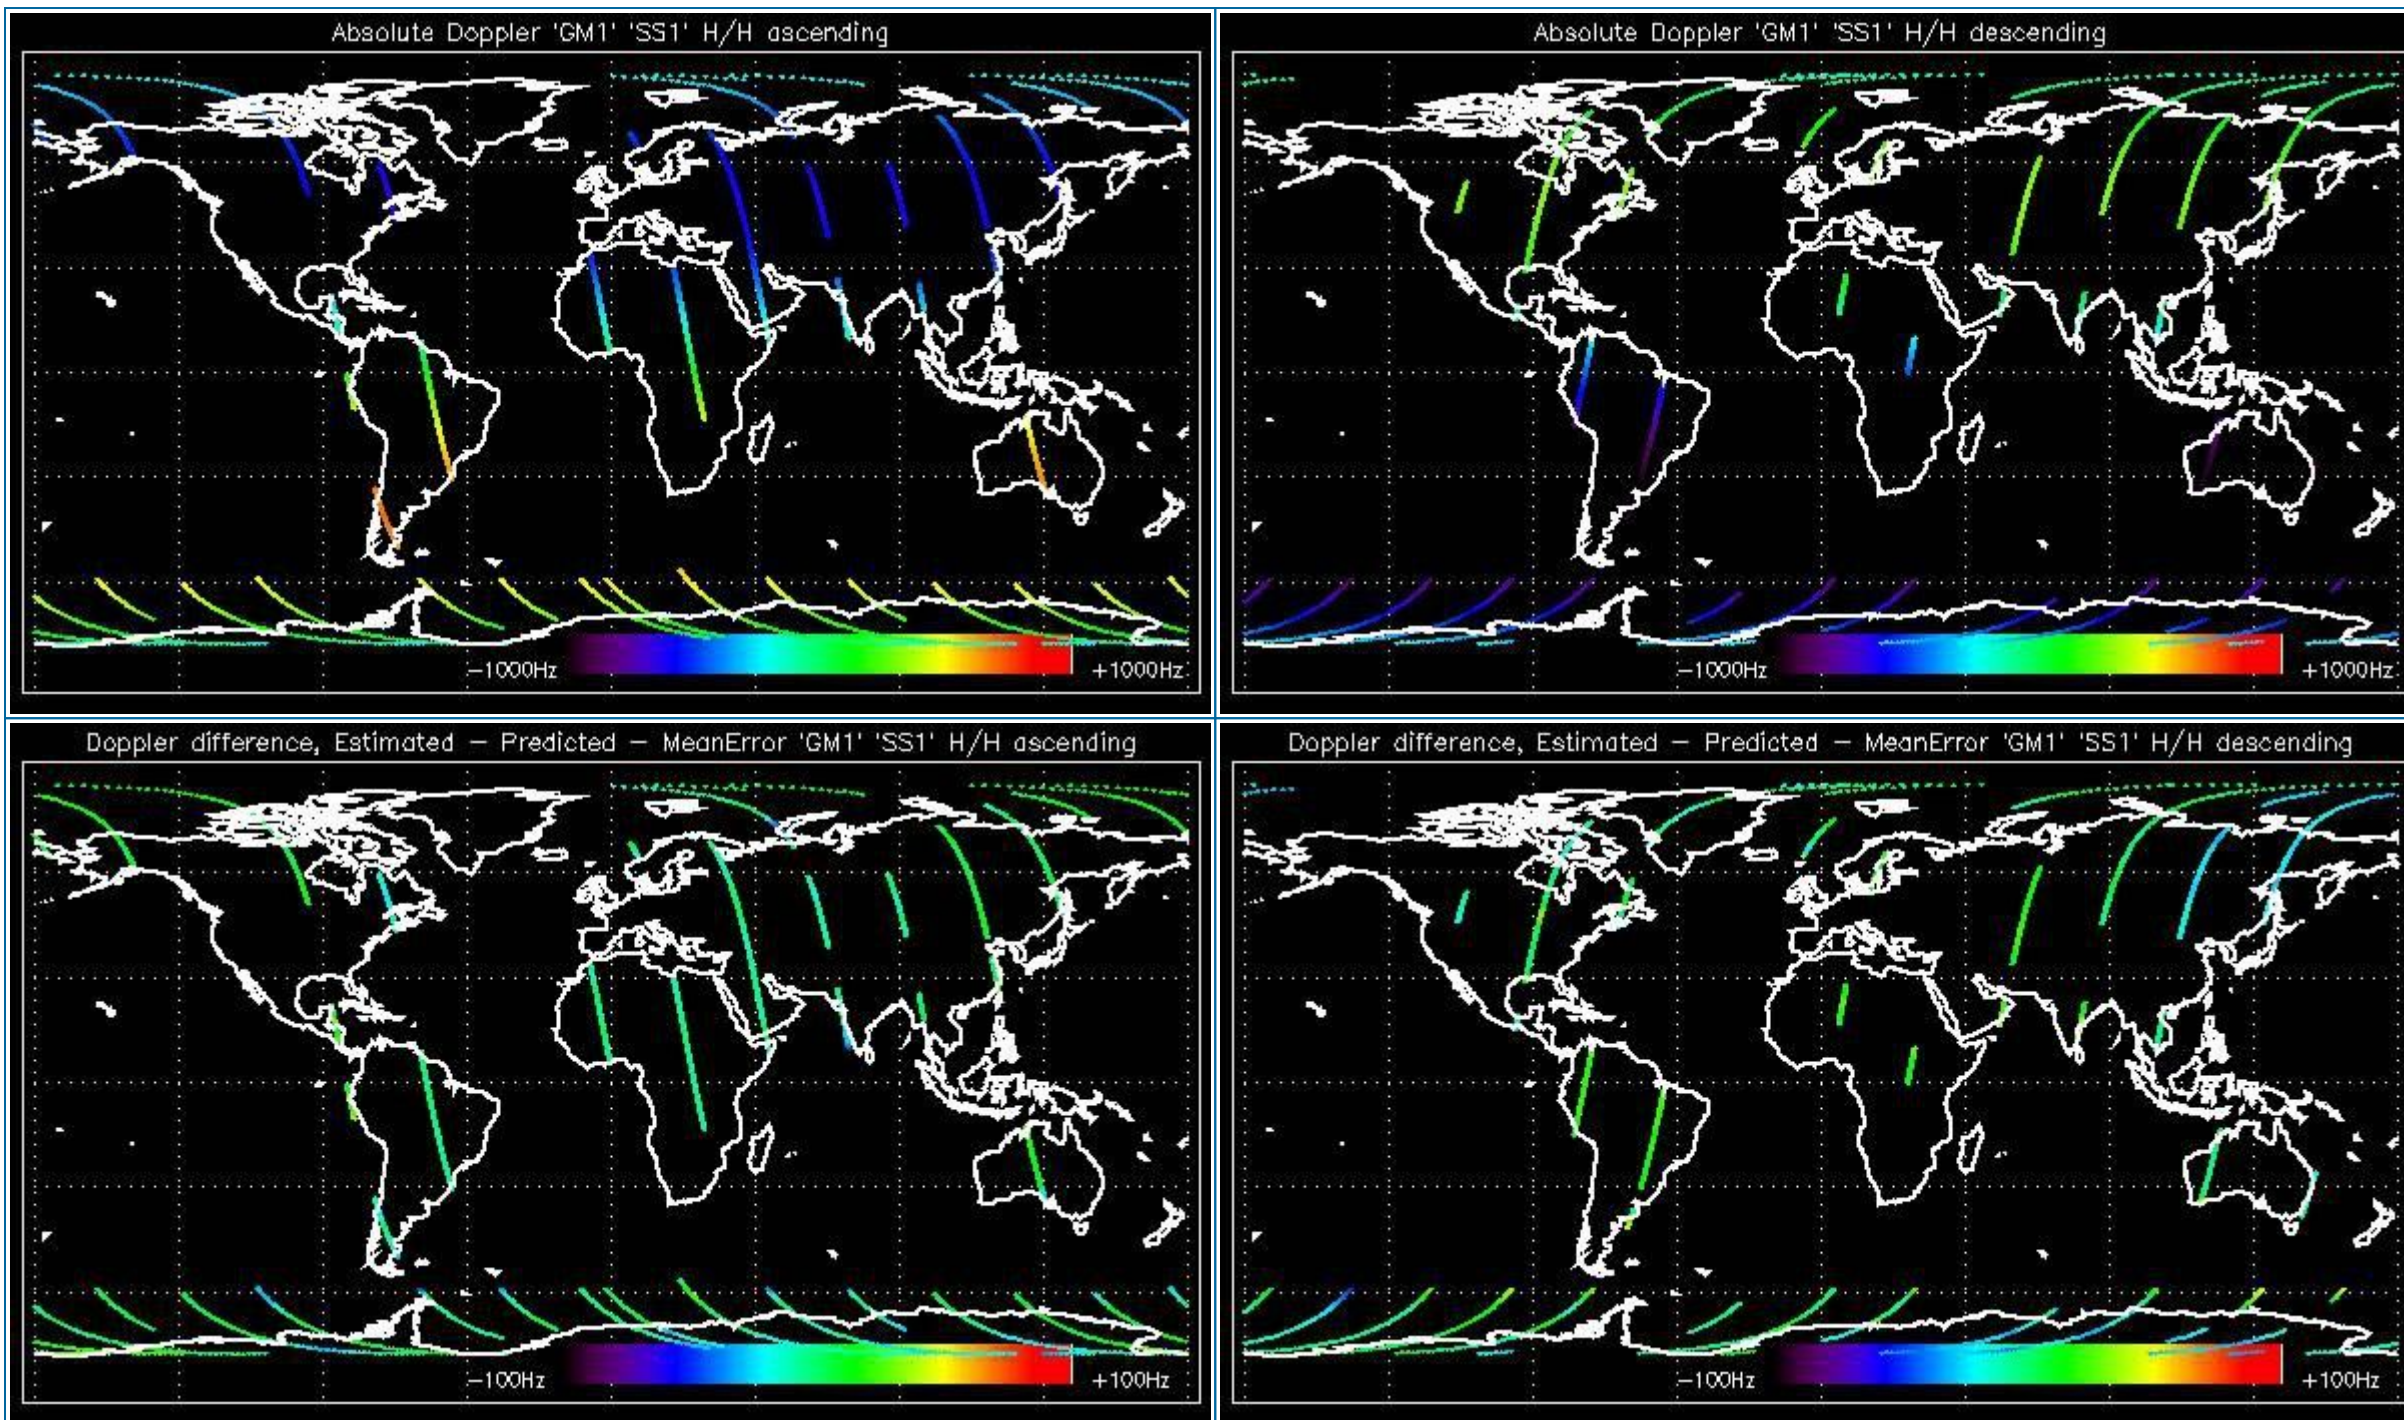 Absolute Doppler 'GM1' 'SS1' H/H ascending
−1000Hz
+1000Hz
Absolute Doppler 'GM1' 'SS1' H/H descending
−1000Hz
+1000Hz
Doppler difference, Estimated − Predicted − MeanError 'GM1' 'SS1' H/H ascending
−100Hz
+100Hz
Doppler difference, Estimated − Predicted − MeanError 'GM1' 'SS1' H/H descending
−100Hz
+100Hz